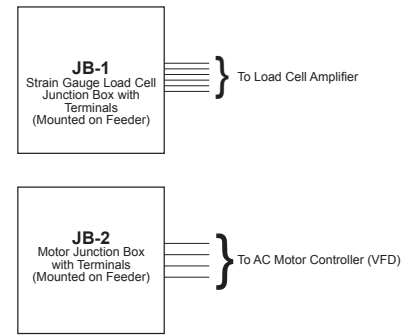 JB-1
Strain Gauge Load Cell
Junction Box with
Terminals
(Mounted on Feeder)
To Load Cell Amplifier
JB-2
Motor Junction Box
with Terminals
(Mounted on Feeder)
To AC Motor Controller (VFD)